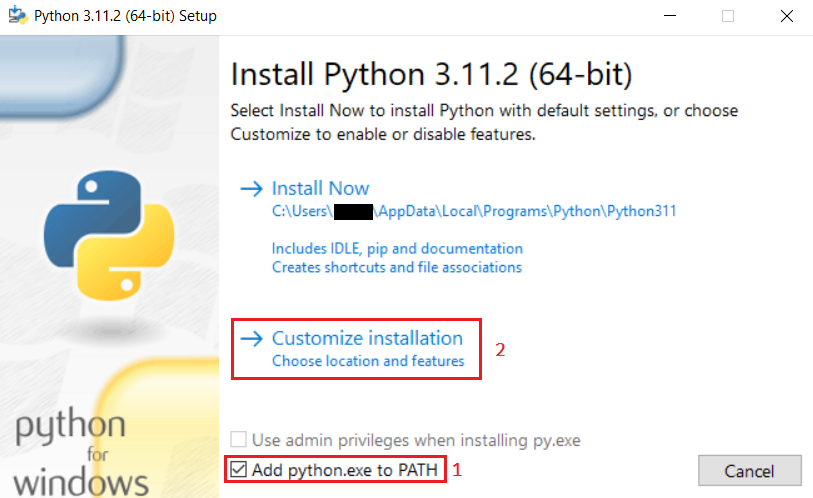 Python 3.11.2 (64-bit) Setup
Install Python 3.11.2 (64-bit)
Select Install Now to install Python with default settings, or choose
Customize to enable or disable features.
Install Now
C:\Users\ \AppData\Local\Programs\Python\Python311
Includes IDLE, pip and documentation
Creates shortcuts and file associations
Customize installation
Choose location and features
2
Use admin privileges when installing py.exe
Add python.exe to PATH
1
Cancel
python
for
windows